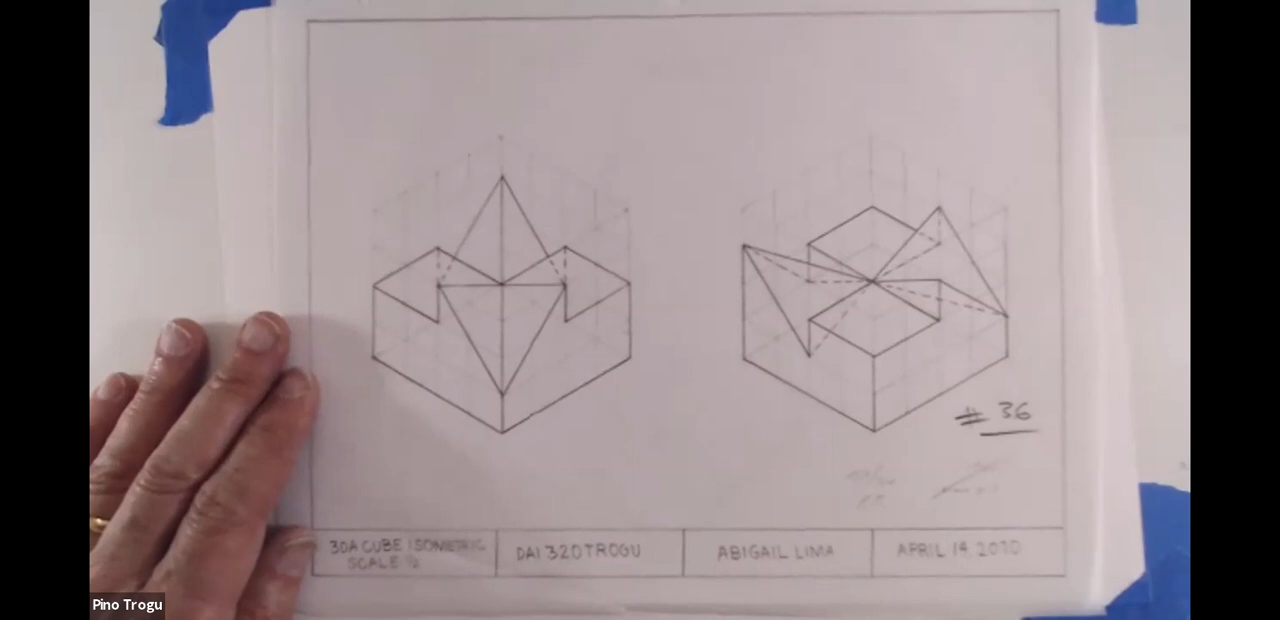 # 36
30A CUBE ISOMETRIC
SCALE 1/2
DAI 320 TROGU
ABIGAIL LIMA
APRIL 14, 2010
Pino Trogu